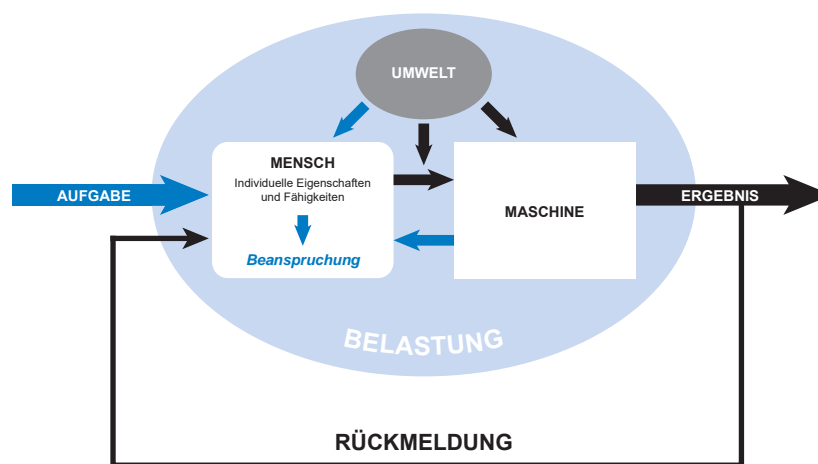 UMWELT
MENSCH
Individuelle Eigenschaften
und Fähigkeiten
Beanspruchung
AUFGABE
MASCHINE
ERGEBNIS
BELASTUNG
RÜCKMELDUNG